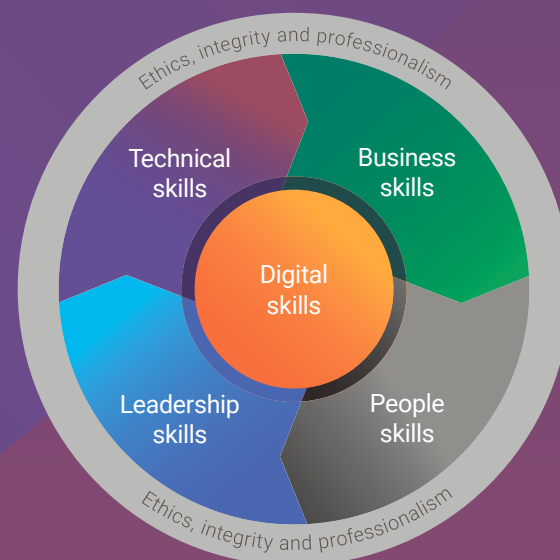 Ethics, integrity and professionalism
Technical
skills
Business
skills
Digital
skills
Leadership
skills
People
skills
Ethics, integrity and professionalism